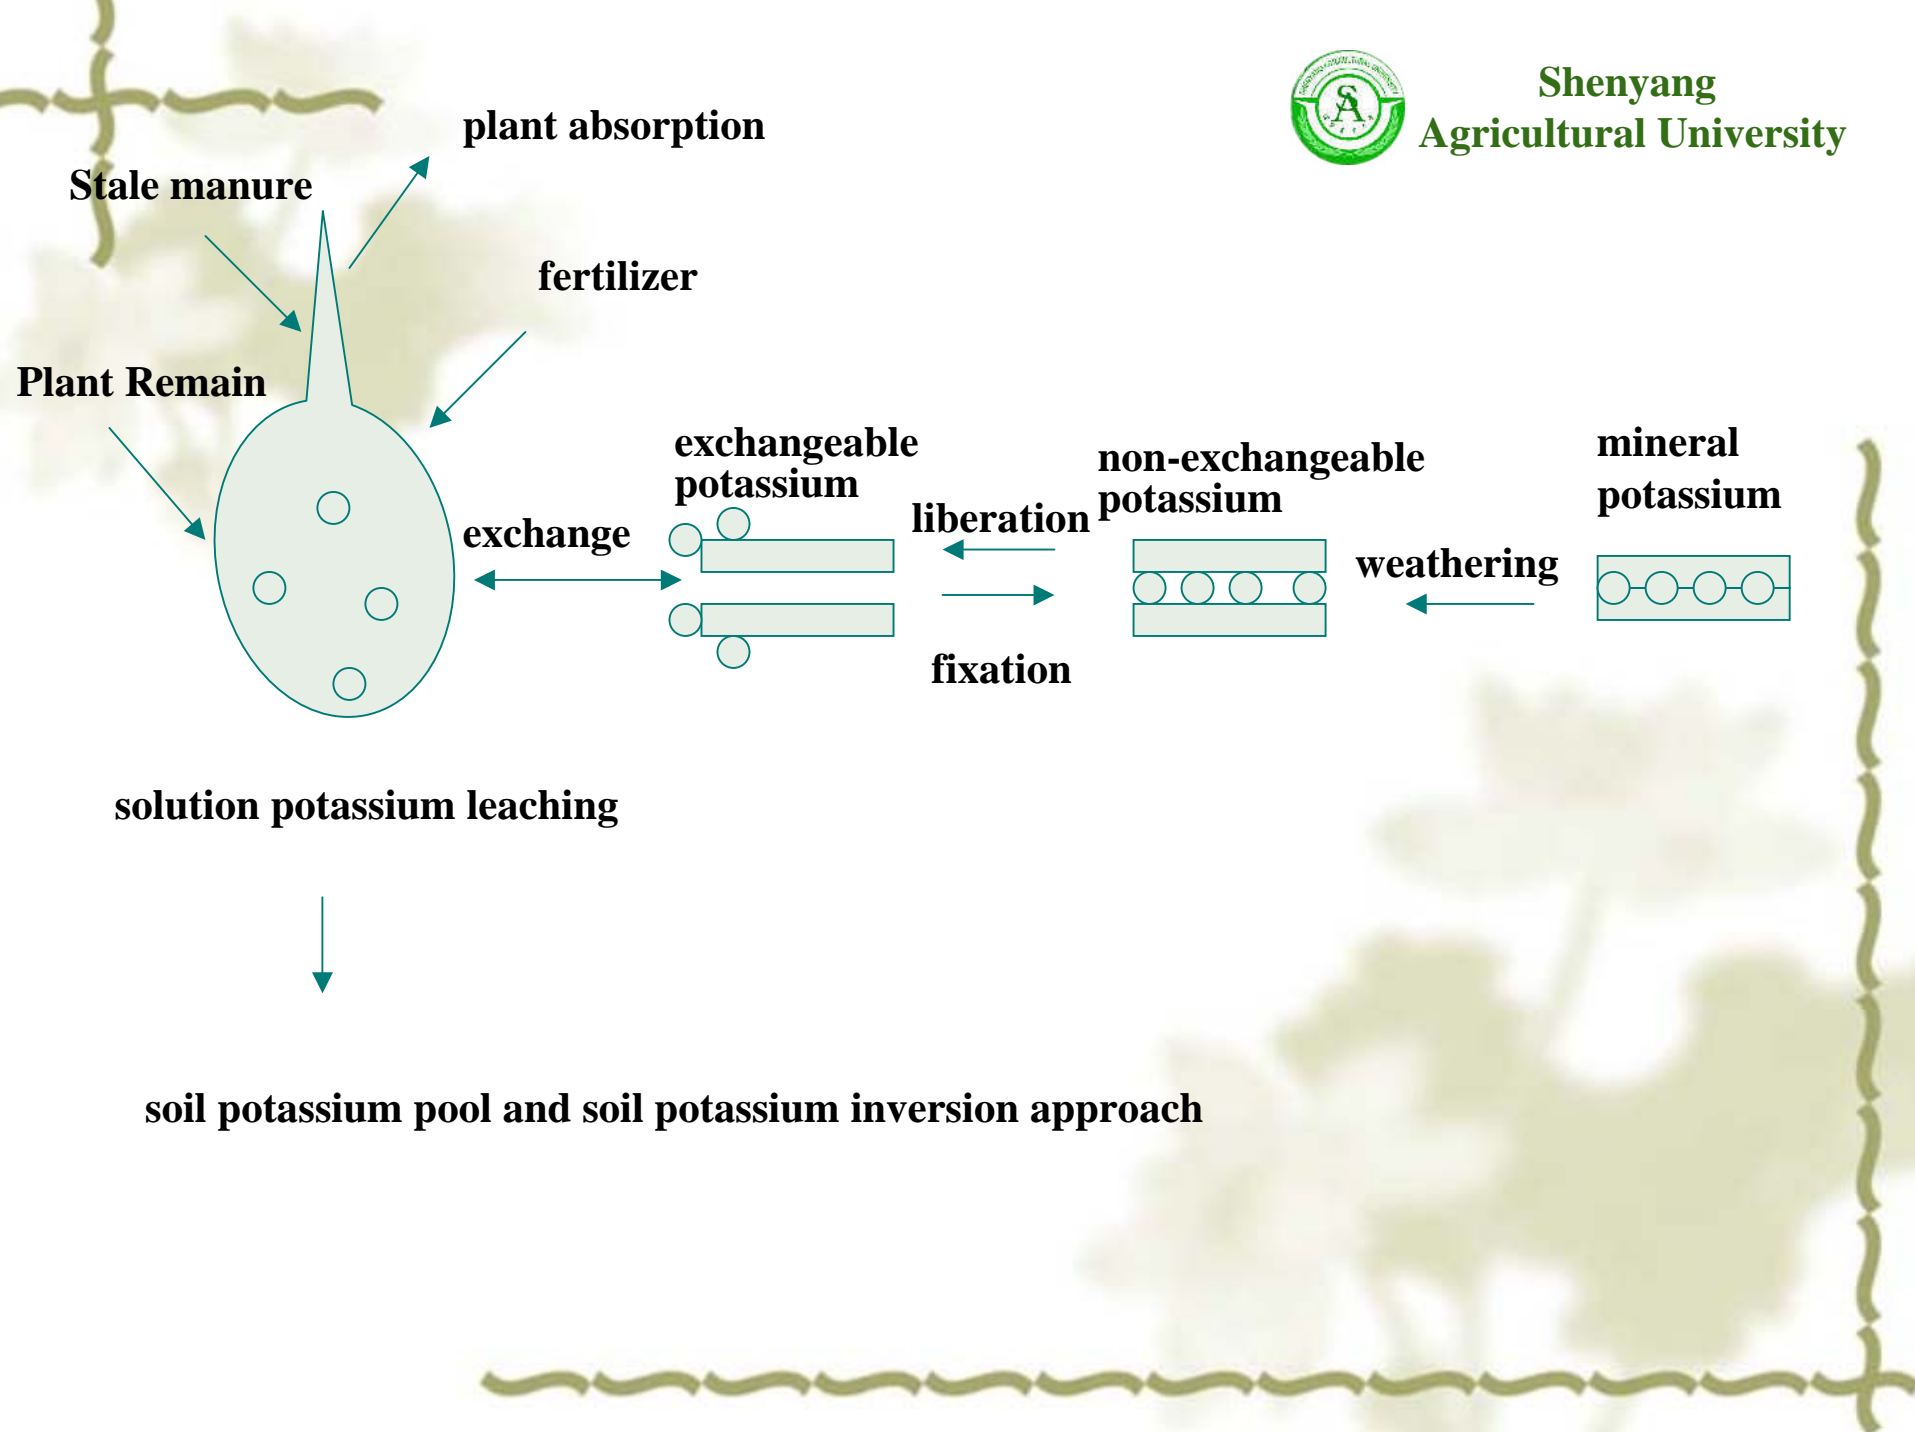 Shenyang
Agricultural University
plant absorption
Stale manure
fertilizer
Plant Remain
exchangeable
potassium
non-exchangeable
potassium
mineral
potassium
exchange
liberation
weathering
fixation
solution potassium leaching
soil potassium pool and soil potassium inversion approach